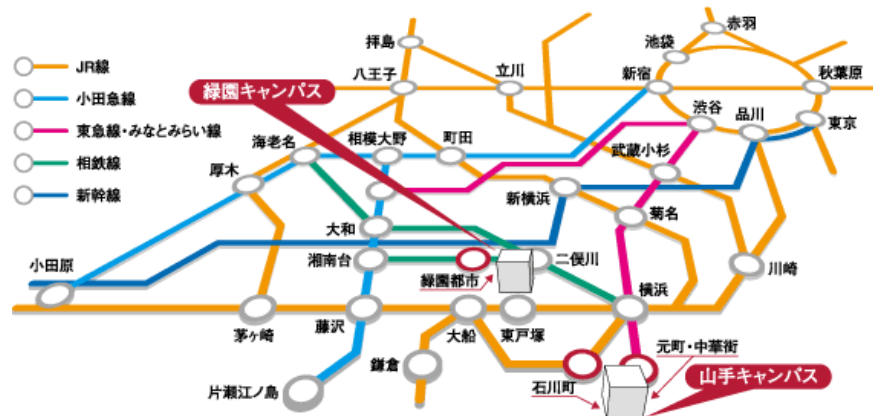 JR線
小田急線
東急線・みなとみらい線
相鉄線
新幹線
赤羽
池袋
拝島
八王子
立川
新宿
秋葉原
緑園キャンパス
渋谷
品川
東京
海老名
相模大野
町田
武蔵小杉
厚木
新横浜
菊名
大和
小田原
湘南台
緑園都市
二俣川
川崎
横浜
茅ヶ崎
藤沢
大船
東戸塚
元町・中華街
鎌倉
石川町
山手キャンパス
片瀬江ノ島